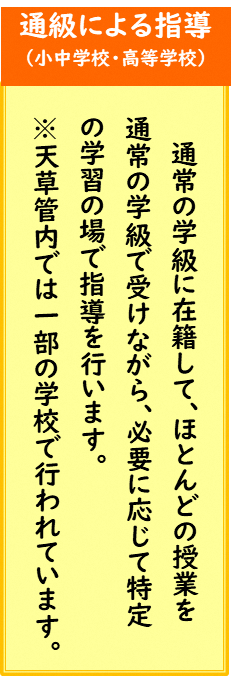 通級による指導
（小中学校・高等学校）
通常の学級に在籍して、ほとんどの授業を
通常の学級で受けながら、必要に応じて特定
の学習の場で指導を行います。
※天草管内では一部の学校で行われています。